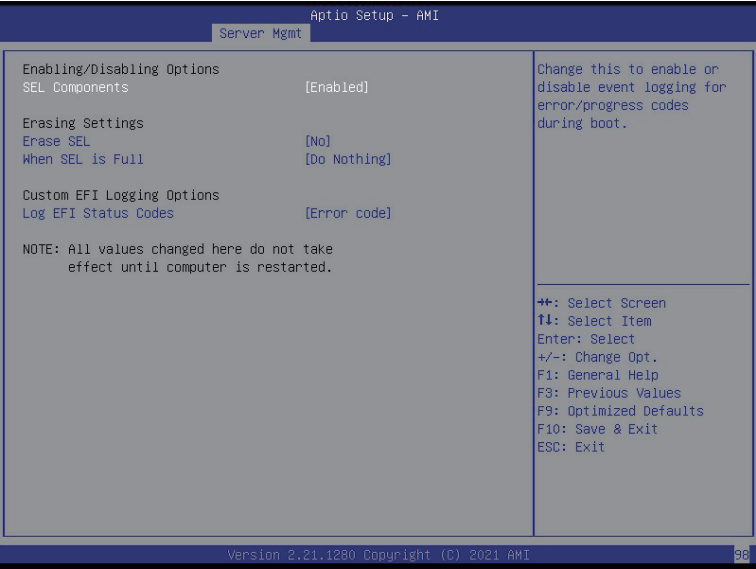 Aptio Setup – AMI
Server Mgmt
Enabling/Disabling Options
SEL Components [Enabled]
Erasing Settings
Erase SEL [No]
When SEL is Full [Do Nothing]
Custom EFI Logging Options
Log EFI Status Codes [Error code]
NOTE: All values changed here do not take
effect until computer is restarted.
Change this to enable or
disable event logging for
error/progress codes
during boot.
→←: Select Screen
↑↓: Select Item
Enter: Select
+/-: Change Opt.
F1: General Help
F3: Previous Values
F9: Optimized Defaults
F10: Save & Exit
ESC: Exit
Version 2.21.1280 Copyright (C) 2021 AMI
98